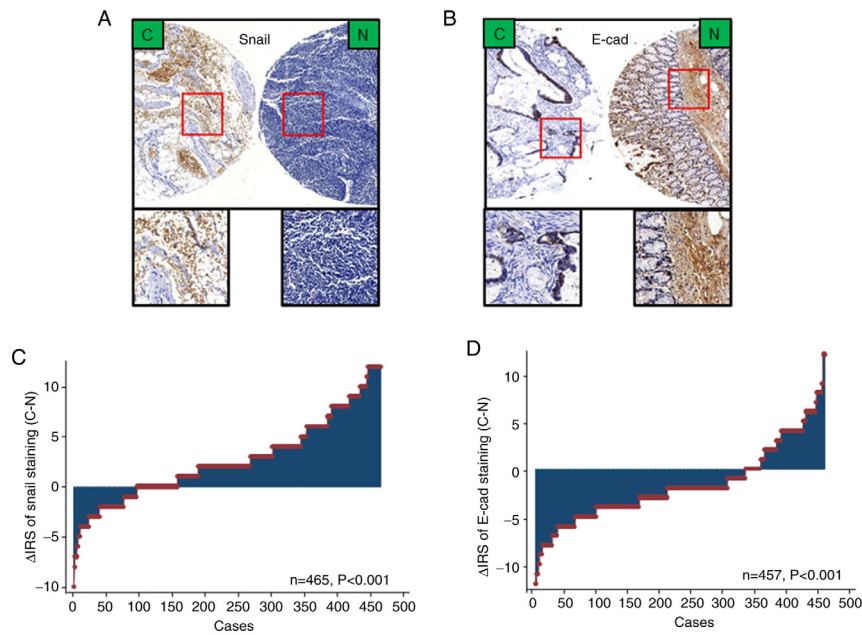 A
B
C
Snail
N
C
E-cad
N
C
D
ΔIRS of snail staining (C-N)
10
5
0
−5
−10
n=465, P<0.001
0
50
100
150
200
250
300
350
400
450
500
Cases
ΔIRS of E-cad staining (C-N)
10
5
0
−5
−10
n=457, P<0.001
0
50
100
150
200
250
300
350
400
450
500
Cases